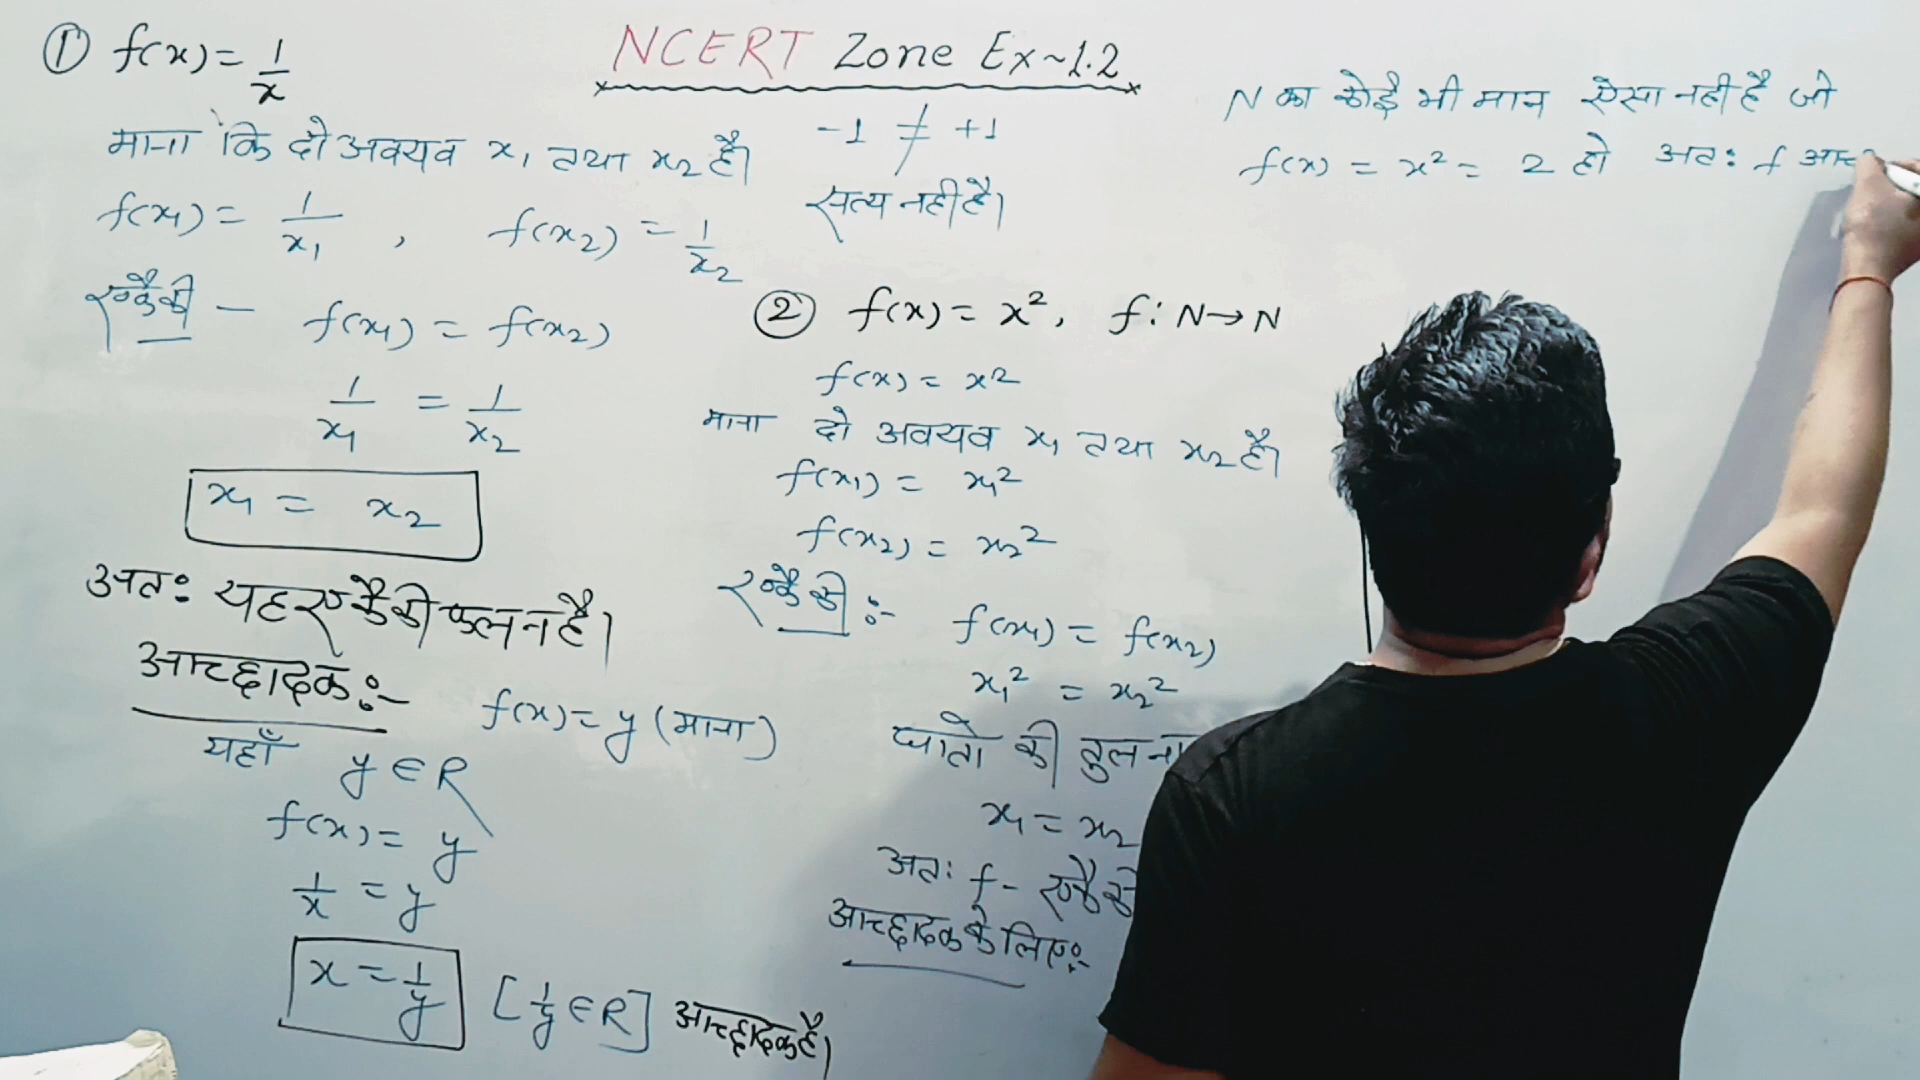 NCERT Zone Ex~1.2
① f(x) = 1/x
माना कि दो अवयव x₁ तथा x₂ है।
f(x₁) = 1/x₁ , f(x₂) = 1/x₂
एकैकी – f(x₁) = f(x₂)
1/x₁ = 1/x₂
x₁ = x₂
अतः यह एकैकी फलन है।
आच्छादक :- f(x) = y (माना)
यहाँ y ∈ R
f(x) = y
1/x = y
x = 1/y [1/y ∈ R] आच्छादक है।
-1 ≠ +1
सत्य नही है।
② f(x) = x², f : N → N
f(x) = x²
माना दो अवयव x₁ तथा x₂ है।
f(x₁) = x₁²
f(x₂) = x₂²
एकैकी :- f(x₁) = f(x₂)
x₁² = x₂²
घातो की तुलना
x₁ = x₂
अतः f -
आच्छादक के लिए :-
N का कोई भी मान ऐसा नही है जो
f(x) = x² = 2 हो अतः f